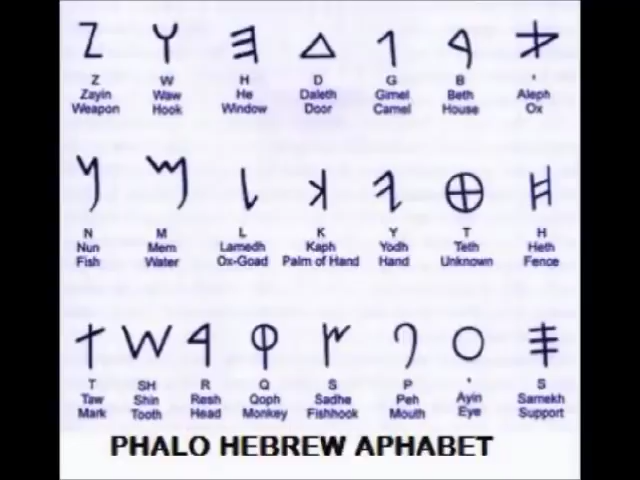 𐤀 𐤁 𐤂 𐤃 𐤄 𐤅 𐤆
Z W H D G B '
Zayin Waw He Daleth Gimel Beth Aleph
Weapon Hook Window Door Camel House Ox
𐤇 𐤈 𐤉 𐤊 𐤋 𐤌 𐤍
N M L K Y T H
Nun Mem Lamedh Kaph Yodh Teth Heth
Fish Water Ox-Goad Palm of Hand Hand Unknown Fence
𐤎 𐤏 𐤐 𐤑 𐤒 𐤓 𐤔 𐤕
T SH R Q S P ' S
Taw Shin Resh Qoph Sadhe Peh Ayin Samekh
Mark Tooth Head Monkey Fishhook Mouth Eye Support
PHALO HEBREW APHABET